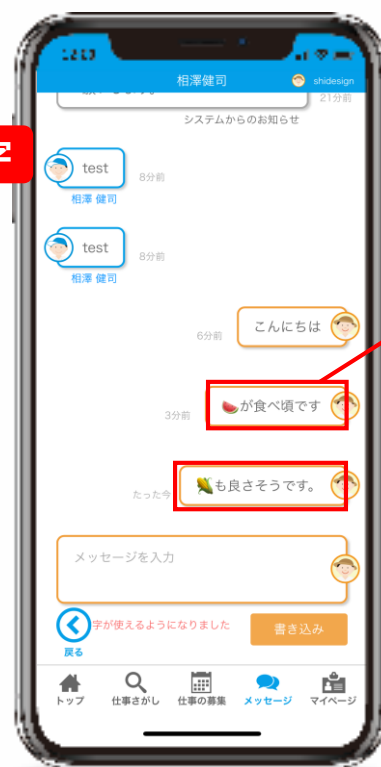 相澤健司
shidesign
21分前
システムからのお知らせ
test
8分前
相澤 健司
test
8分前
相澤 健司
こんにちは
6分前
🍉が食べ頃です
3分前
🌽も良さそうです。
たった今
メッセージを入力
字が使えるようになりました
書き込み
戻る
トップ
仕事さがし
仕事の募集
メッセージ
マイページ